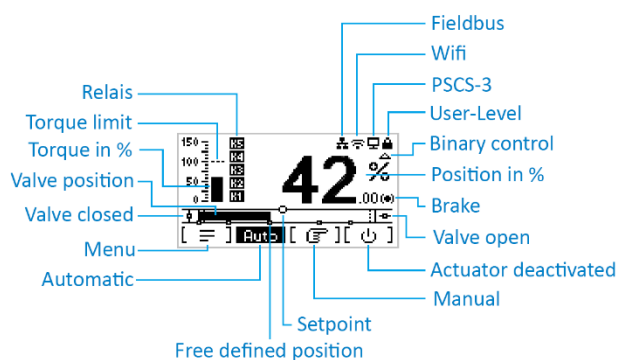 Fieldbus
Wifi
PSCS-3
User-Level
Binary control
Position in %
Brake
Valve open
Actuator deactivated
Manual
Relais
Torque limit
Torque in %
Valve position
Valve closed
Menu
Automatic
Setpoint
Free defined position
150
100
50
0
K5
K4
K3
K2
K1
42 %
.00
[ ] Auto [ ] [ ]